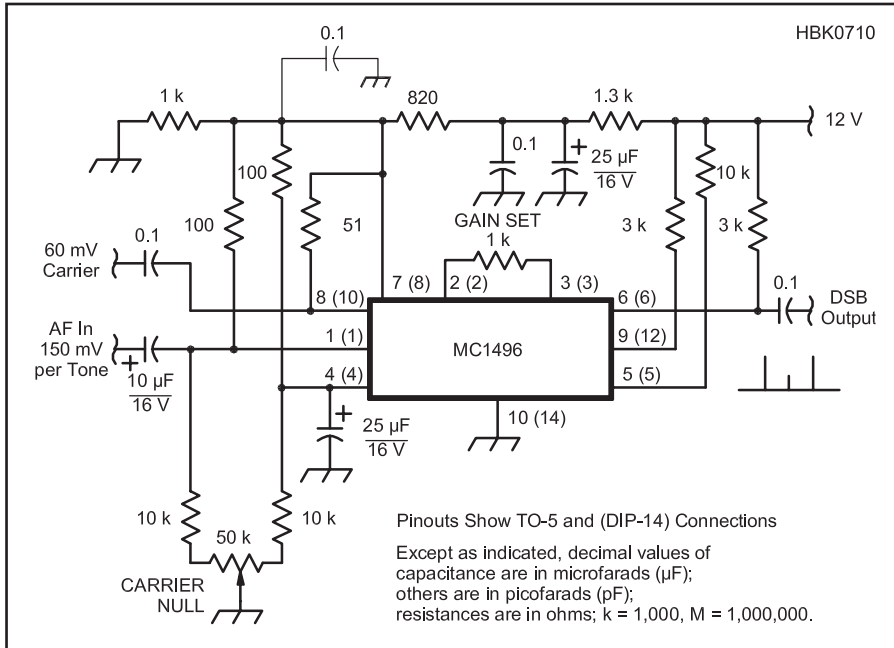 HBK0710
0.1
1 k
820
1.3 k
12 V
0.1
+
25 µF
16 V
100
10 k
100
51
GAIN SET
3 k
3 k
1 k
60 mV
Carrier
0.1
7 (8)
2 (2)
3 (3)
8 (10)
6 (6)
0.1
DSB
Output
AF In
150 mV
per Tone
+
10 µF
16 V
1 (1)
MC1496
9 (12)
4 (4)
5 (5)
+
25 µF
16 V
10 (14)
10 k
50 k
10 k
CARRIER
NULL
Pinouts Show TO-5 and (DIP-14) Connections
Except as indicated, decimal values of
capacitance are in microfarads (µF);
others are in picofarads (pF);
resistances are in ohms; k = 1,000, M = 1,000,000.